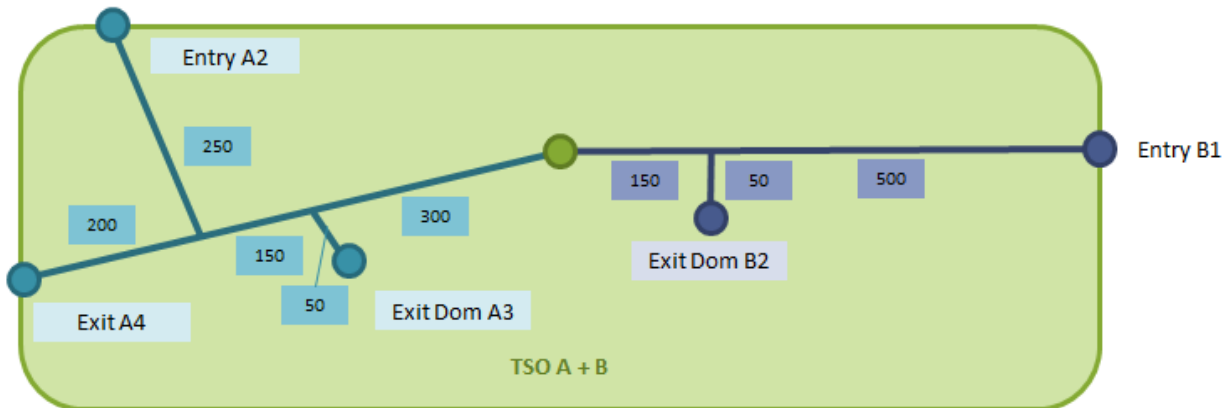 Entry A2
250
Entry B1
150
50
500
200
300
150
Exit Dom B2
50
Exit A4
Exit Dom A3
TSO A + B